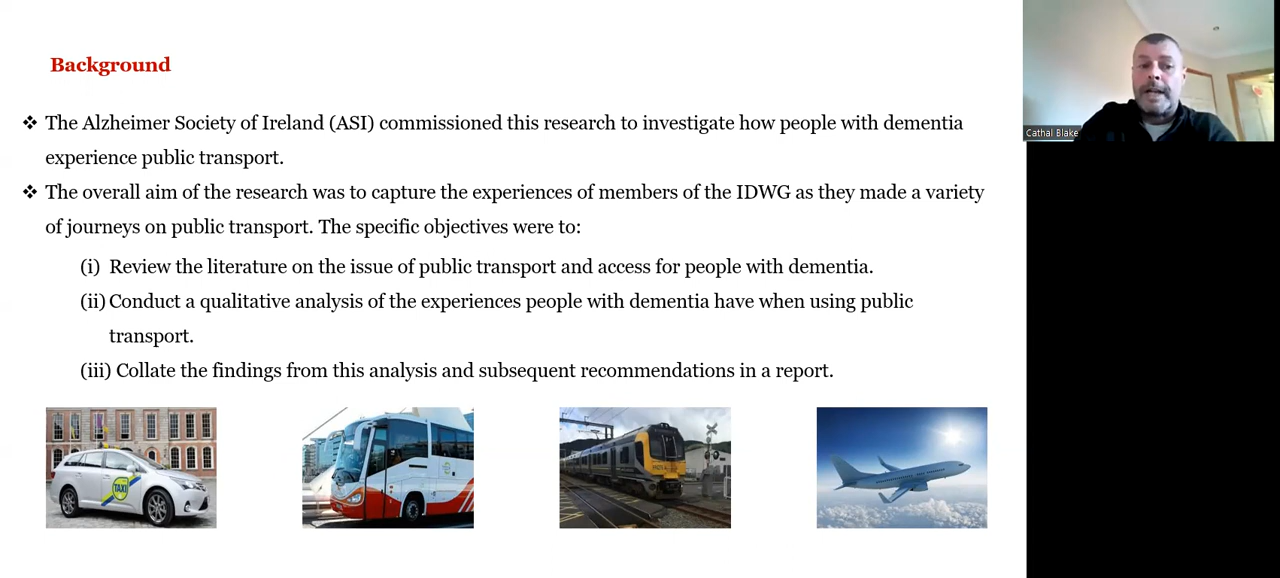 Background
❖ The Alzheimer Society of Ireland (ASI) commissioned this research to investigate how people with dementia
experience public transport.
❖ The overall aim of the research was to capture the experiences of members of the IDWG as they made a variety
of journeys on public transport. The specific objectives were to:
(i) Review the literature on the issue of public transport and access for people with dementia.
(ii) Conduct a qualitative analysis of the experiences people with dementia have when using public
transport.
(iii) Collate the findings from this analysis and subsequent recommendations in a report.
TAXI
Cathal Blake